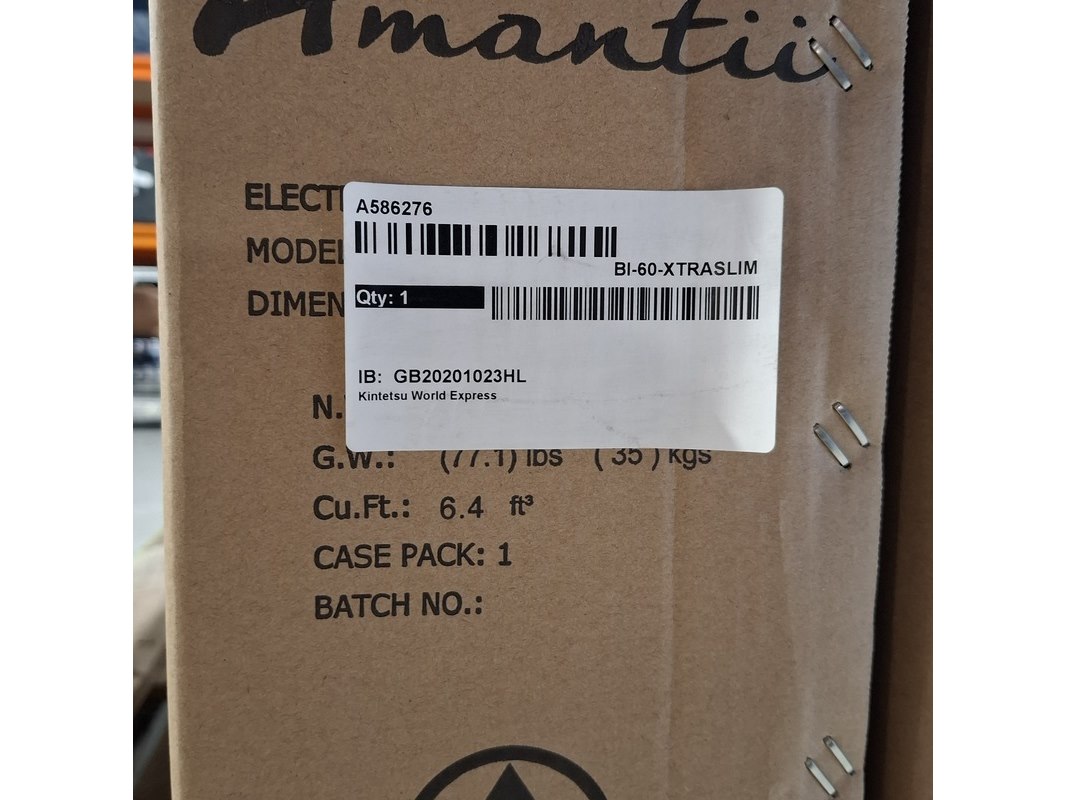 Amantii
ELECT
MODEL
DIMEN
A586276
BI-60-XTRASLIM
Qty: 1
IB: GB20201023HL
Kintetsu World Express
N.
G.W.: (77.1) lbs (35) kgs
Cu.Ft.: 6.4 ft³
CASE PACK: 1
BATCH NO.: